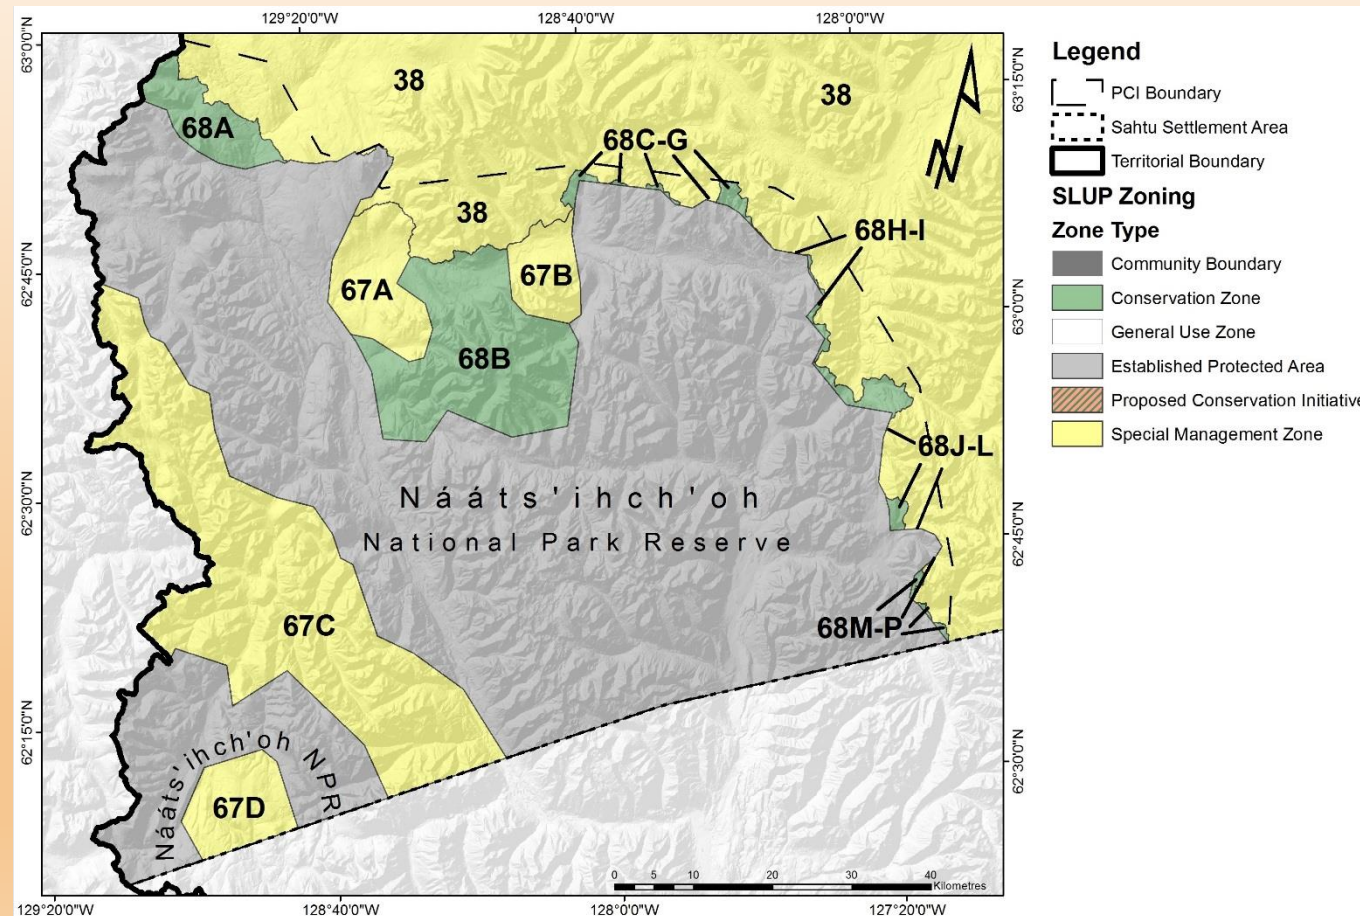 129°20'0"W
128°40'0"W
128°0'0"W
63°0'0"N
63°15'0"N
62°45'0"N
63°0'0"N
62°30'0"N
62°45'0"N
62°15'0"N
62°30'0"N
38
38
68A
68C-G
38
68H-I
67A
67B
68B
68J-L
Nááts'ihch'oh
National Park Reserve
67C
68M-P
Nááts'ihch'oh NPR
67D
0 5 10 20 30 40
Kilometres
129°20'0"W
128°40'0"W
128°0'0"W
127°20'0"W
N
Legend
PCI Boundary
Sahtu Settlement Area
Territorial Boundary
SLUP Zoning
Zone Type
Community Boundary
Conservation Zone
General Use Zone
Established Protected Area
Proposed Conservation Initiative
Special Management Zone